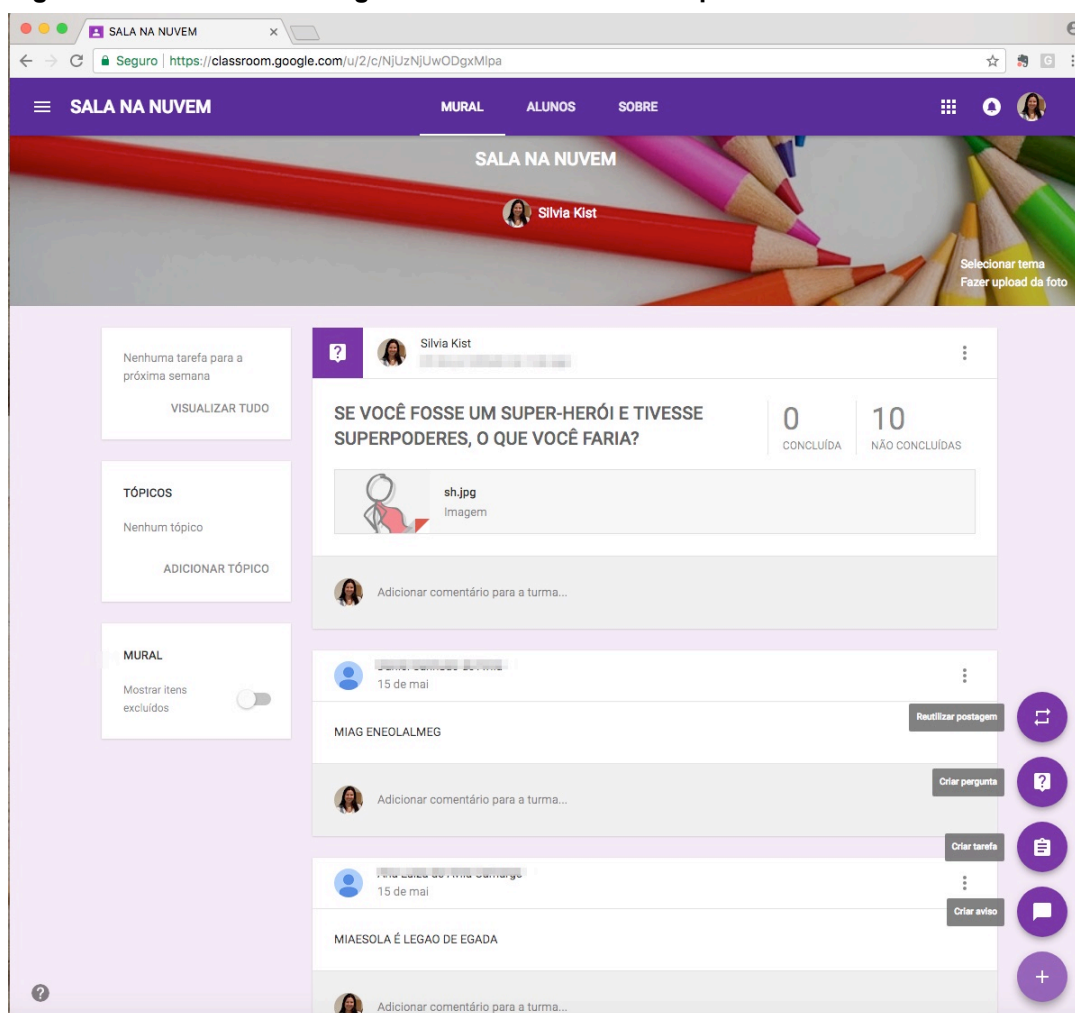 SALA NA NUVEM
Seguro | https://classroom.google.com/u/2/c/NjUzNjUwODgxMlpa
SALA NA NUVEM MURAL ALUNOS SOBRE
SALA NA NUVEM
Silvia Kist
Selecionar tema
Fazer upload da foto
Nenhuma tarefa para a
próxima semana
VISUALIZAR TUDO
TÓPICOS
Nenhum tópico
ADICIONAR TÓPICO
MURAL
Mostrar itens
excluídos
Silvia Kist
SE VOCÊ FOSSE UM SUPER-HERÓI E TIVESSE
SUPERPODERES, O QUE VOCÊ FARIA?
0
CONCLUÍDA
10
NÃO CONCLUÍDAS
sh.jpg
Imagem
Adicionar comentário para a turma...
15 de mai
MIAG ENEOLALMEG
Adicionar comentário para a turma...
15 de mai
MIAESOLA É LEGAO DE EGADA
Adicionar comentário para a turma...
Reutilizar postagem
Criar pergunta
Criar tarefa
Criar aviso